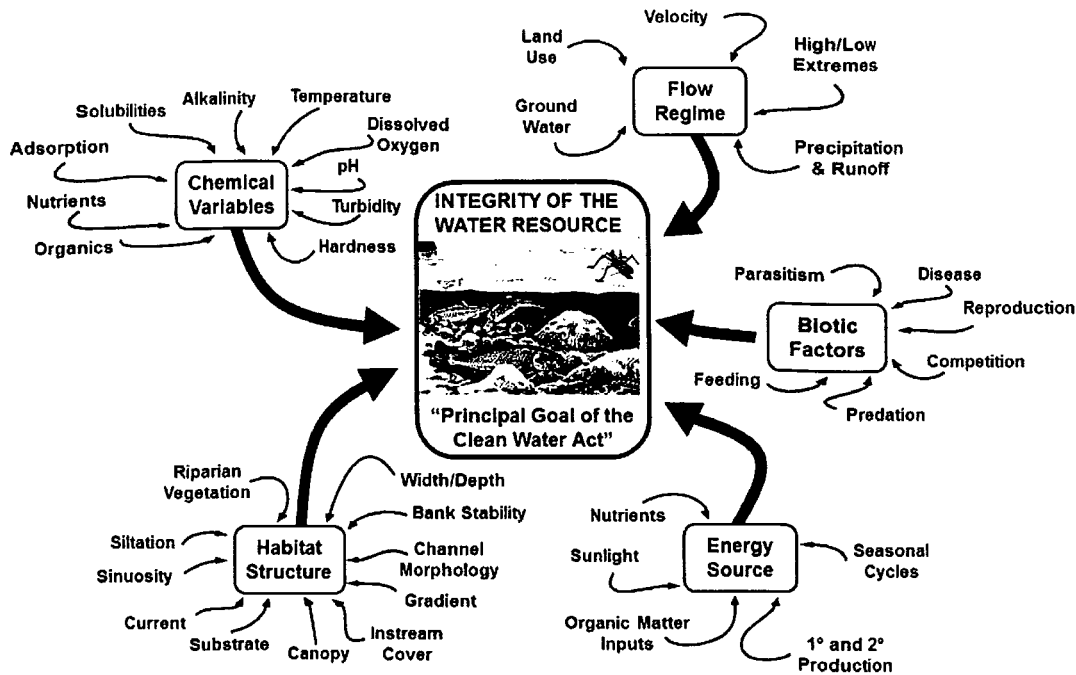 Velocity
Land
Use
High/Low
Extremes
Flow
Regime
Ground
Water
Precipitation
& Runoff
Solubilities
Alkalinity
Temperature
Adsorption
Dissolved
Oxygen
Chemical
Variables
pH
Nutrients
Turbidity
Organics
Hardness
INTEGRITY OF THE
WATER RESOURCE
"Principal Goal of the
Clean Water Act"
Parasitism
Disease
Reproduction
Biotic
Factors
Competition
Feeding
Predation
Riparian
Vegetation
Width/Depth
Bank Stability
Siltation
Habitat
Structure
Channel
Morphology
Sinuosity
Gradient
Current
Substrate
Canopy
Instream
Cover
Nutrients
Sunlight
Energy
Source
Seasonal
Cycles
Organic Matter
Inputs
1° and 2°
Production